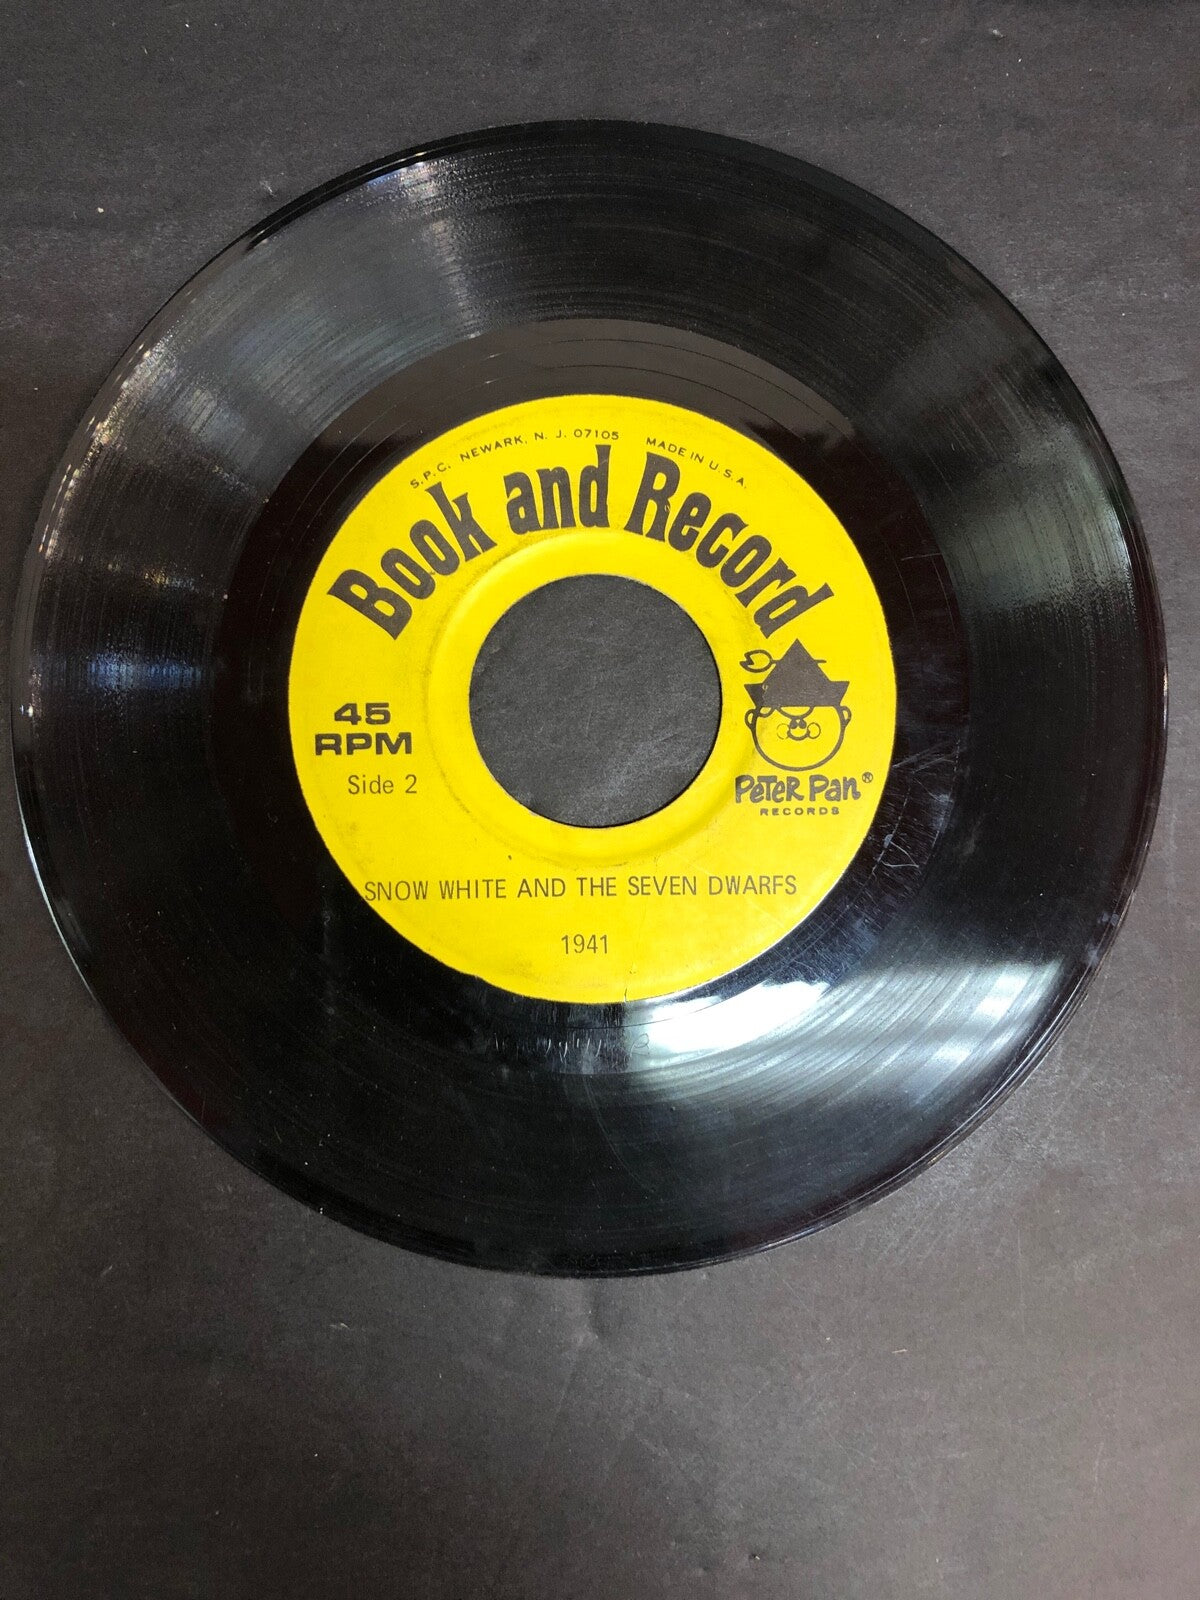 S.P.C. NEWARK, N. J. 07105 MADE IN U.S.A.
Book and Record
45
RPM
Side 2
PETER PAN®
RECORDS
SNOW WHITE AND THE SEVEN DWARFS
1941